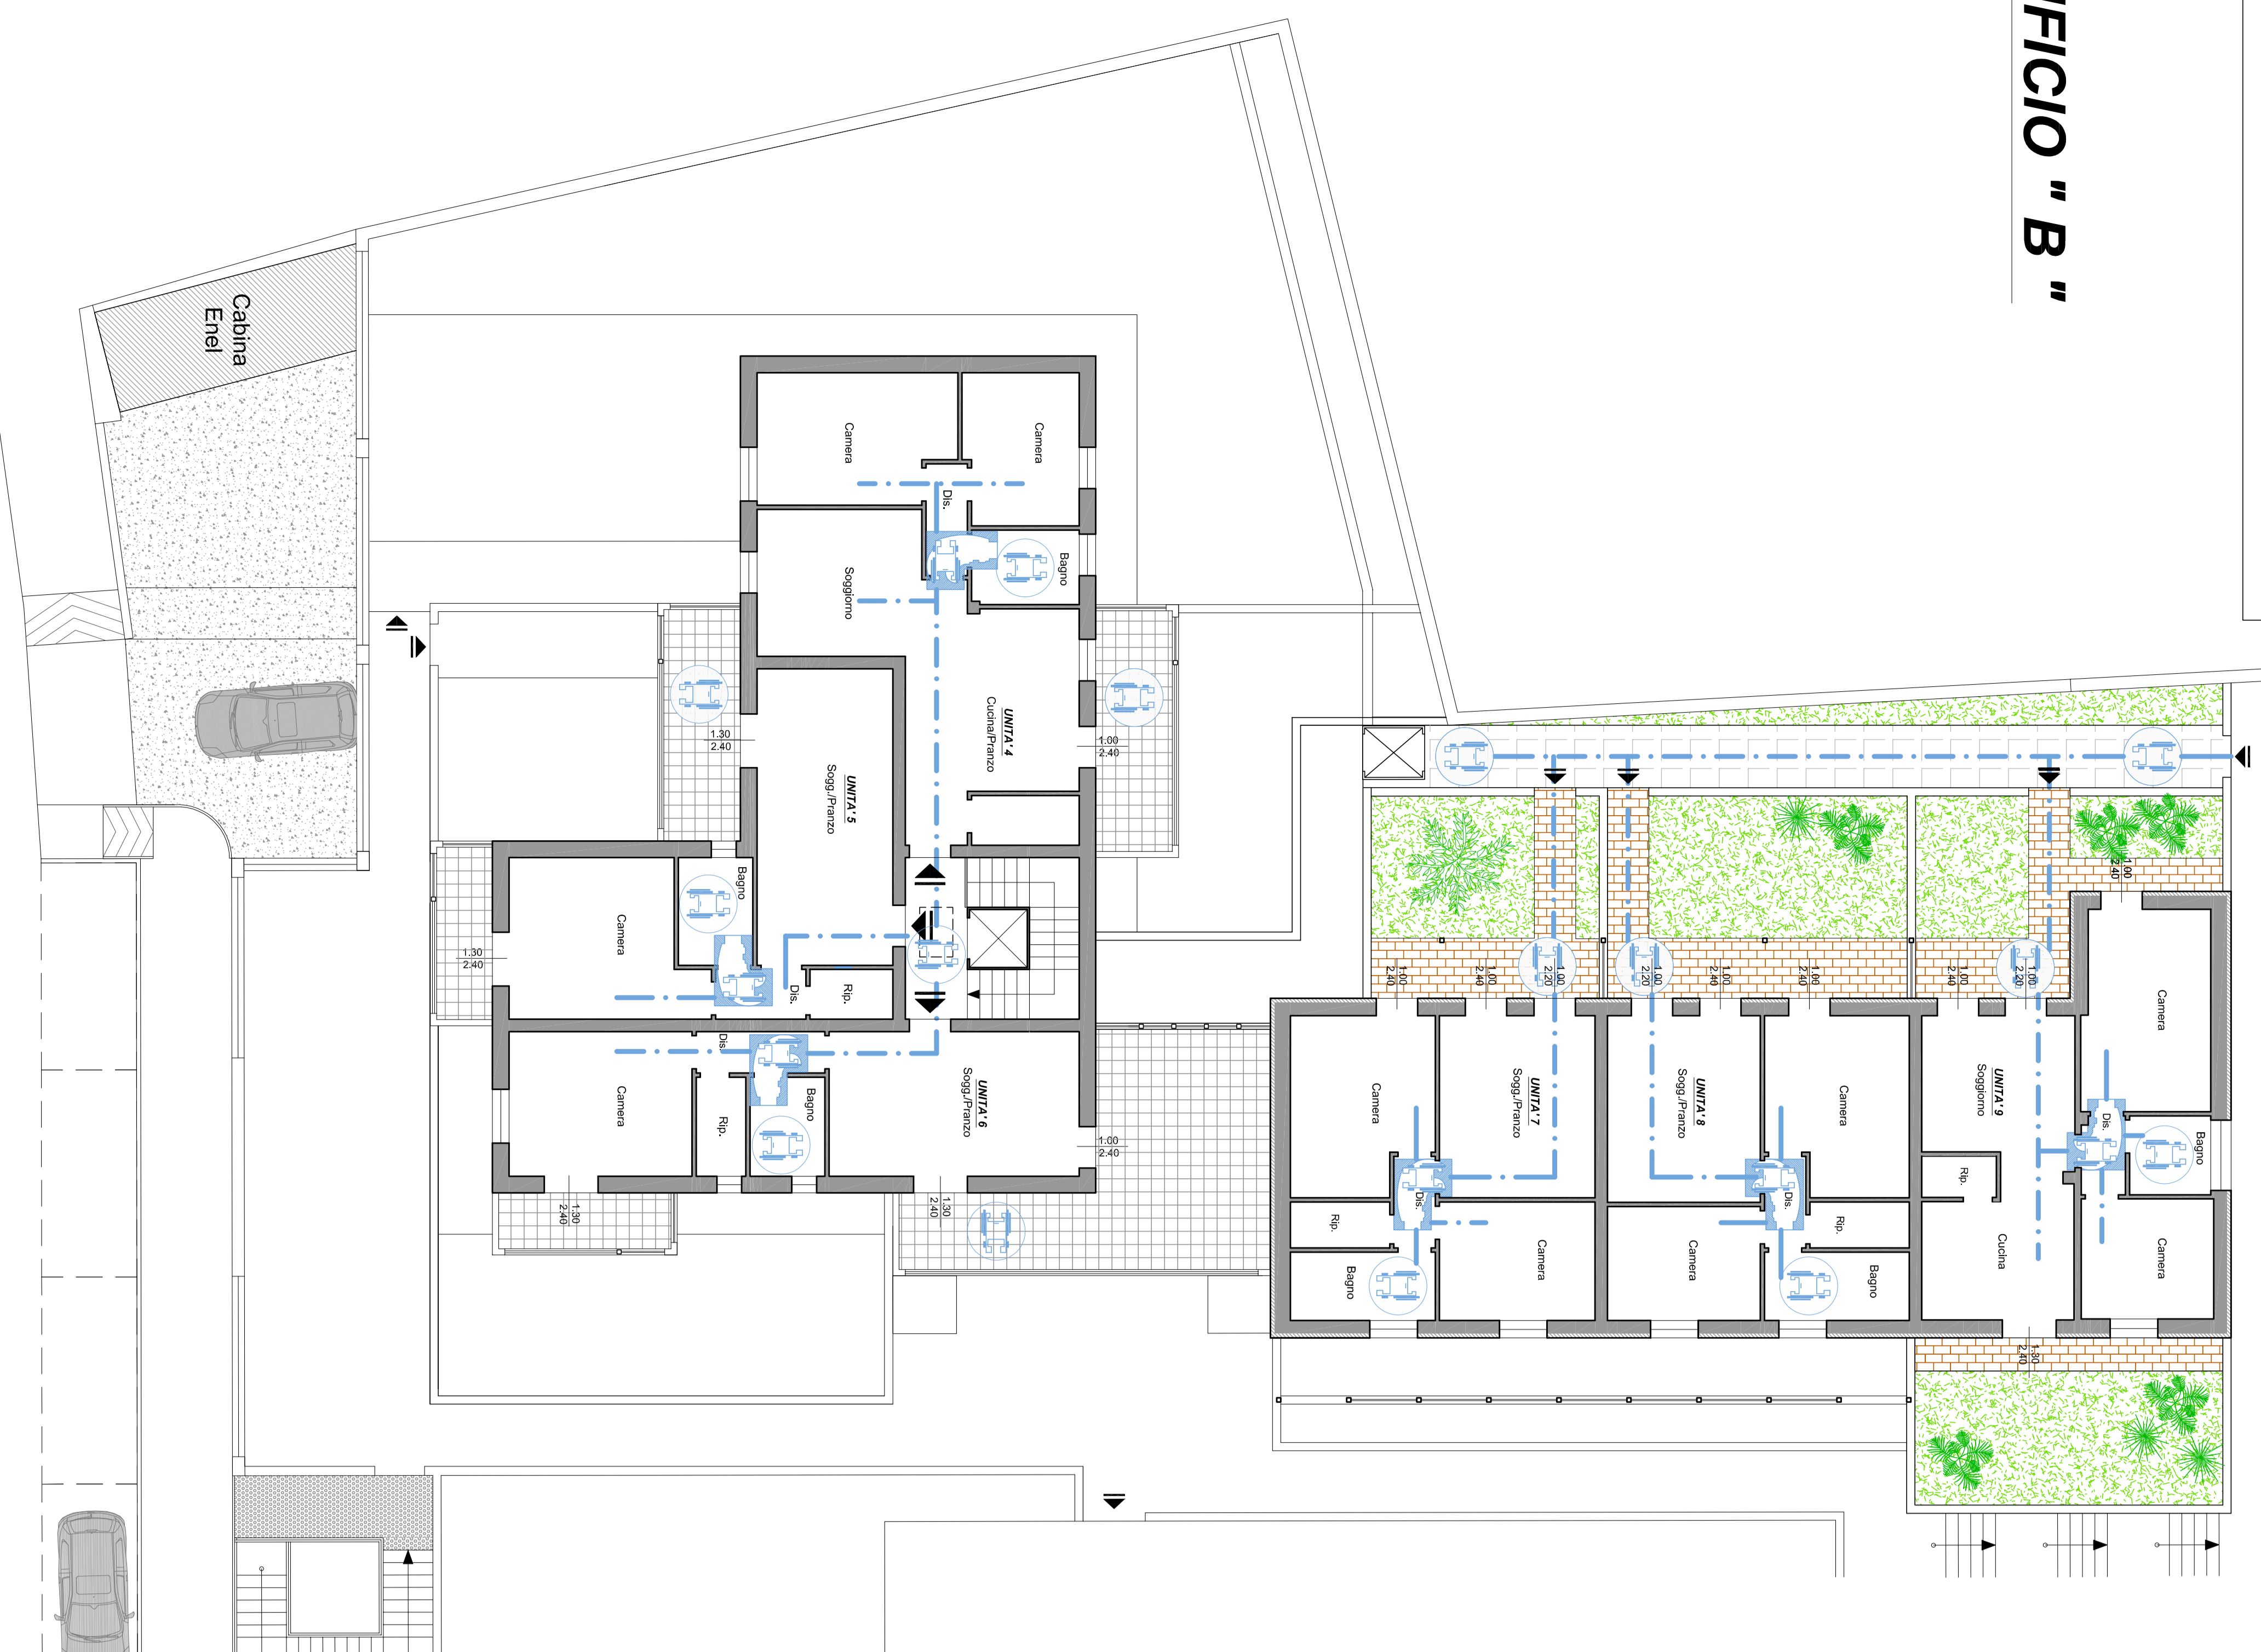 IFICIO " B "
Cabina
Enel
Camera
Camera
Dis.
Bagno
Soggiorno
UNITA' 4
Cucina/Pranzo
1.00
2.40
1.30
2.40
UNITA' 5
Sogg./Pranzo
Bagno
Camera
1.30
2.40
Dis.
Rip.
Dis.
Camera
Rip.
Bagno
UNITA' 6
Sogg./Pranzo
1.00
2.40
1.30
2.40
1.30
2.40
1.00
2.40
1.00
2.40
1.00
2.20
1.00
2.20
1.00
2.40
1.00
2.40
1.00
2.40
1.00
2.20
1.00
2.40
Camera
UNITA' 7
Sogg./Pranzo
Dis.
Rip.
Bagno
Camera
UNITA' 8
Sogg./Pranzo
Camera
Dis.
Rip.
Camera
Bagno
UNITA' 9
Soggiorno
Camera
Dis.
Bagno
Rip.
Cucina
Camera
1.30
2.40